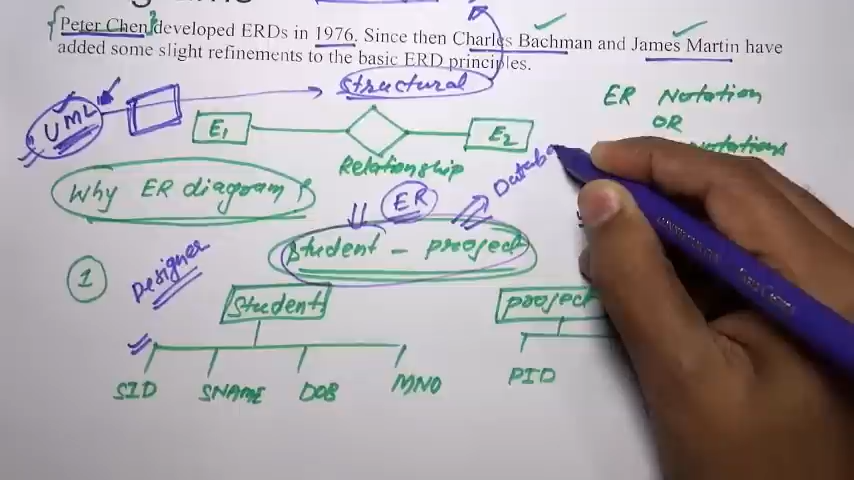 Peter Chen developed ERDs in 1976. Since then Charles Bachman and James Martin have
added some slight refinements to the basic ERD principles.
Structural
UML
ER Notation
OR
notations
E1
E2
Relationship
Why ER diagram?
ER
Databa
Student - project
1
Designer
Student
project
SID SNAME DOB MNO PID